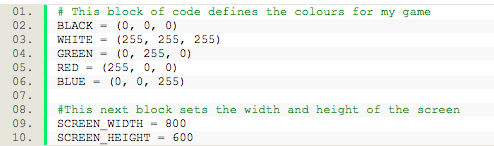 01. # This block of code defines the colours for my game
02. BLACK = (0, 0, 0)
03. WHITE = (255, 255, 255)
04. GREEN = (0, 255, 0)
05. RED = (255, 0, 0)
06. BLUE = (0, 0, 255)
07.
08. #This next block sets the width and height of the screen
09. SCREEN_WIDTH = 800
10. SCREEN_HEIGHT = 600